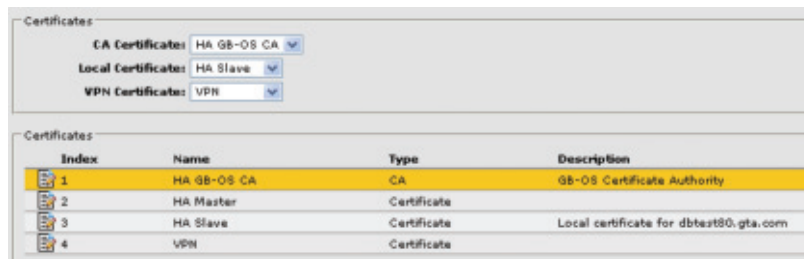 Certificates
CA Certificate: HA GB-OS CA
Local Certificate: HA Slave
VPN Certificate: VPN
Certificates
Index Name Type Description
1 HA GB-OS CA CA GB-OS Certificate Authority
2 HA Master Certificate
3 HA Slave Certificate Local certificate for dbtest80.gta.com
4 VPN Certificate